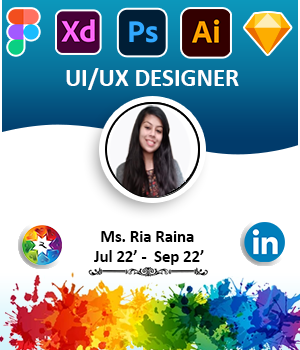 Xd Ps Ai
UI/UX DESIGNER
Ms. Ria Raina
in
Jul 22’ - Sep 22’